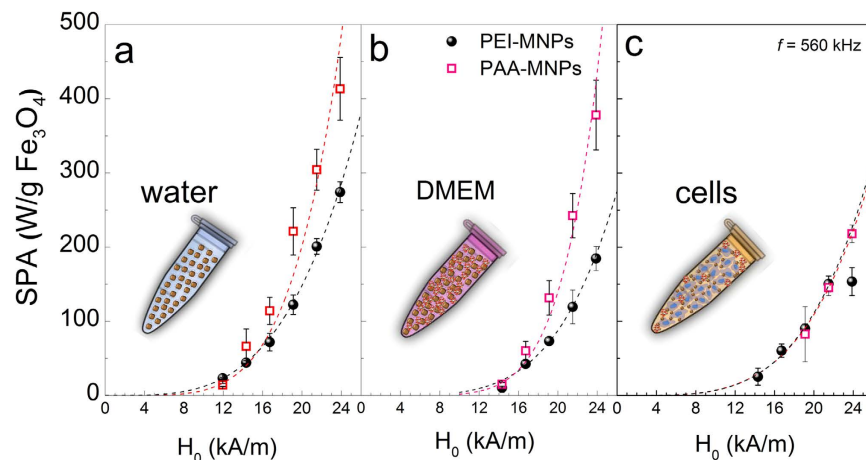 a
b
c
PEI-MNPs
PAA-MNPs
f = 560 kHz
SPA (W/g Fe₃O₄)
500
400
300
200
100
0
water
DMEM
cells
0 4 8 12 16 20 24
0 4 8 12 16 20 24
0 4 8 12 16 20 24
H₀ (kA/m)
H₀ (kA/m)
H₀ (kA/m)